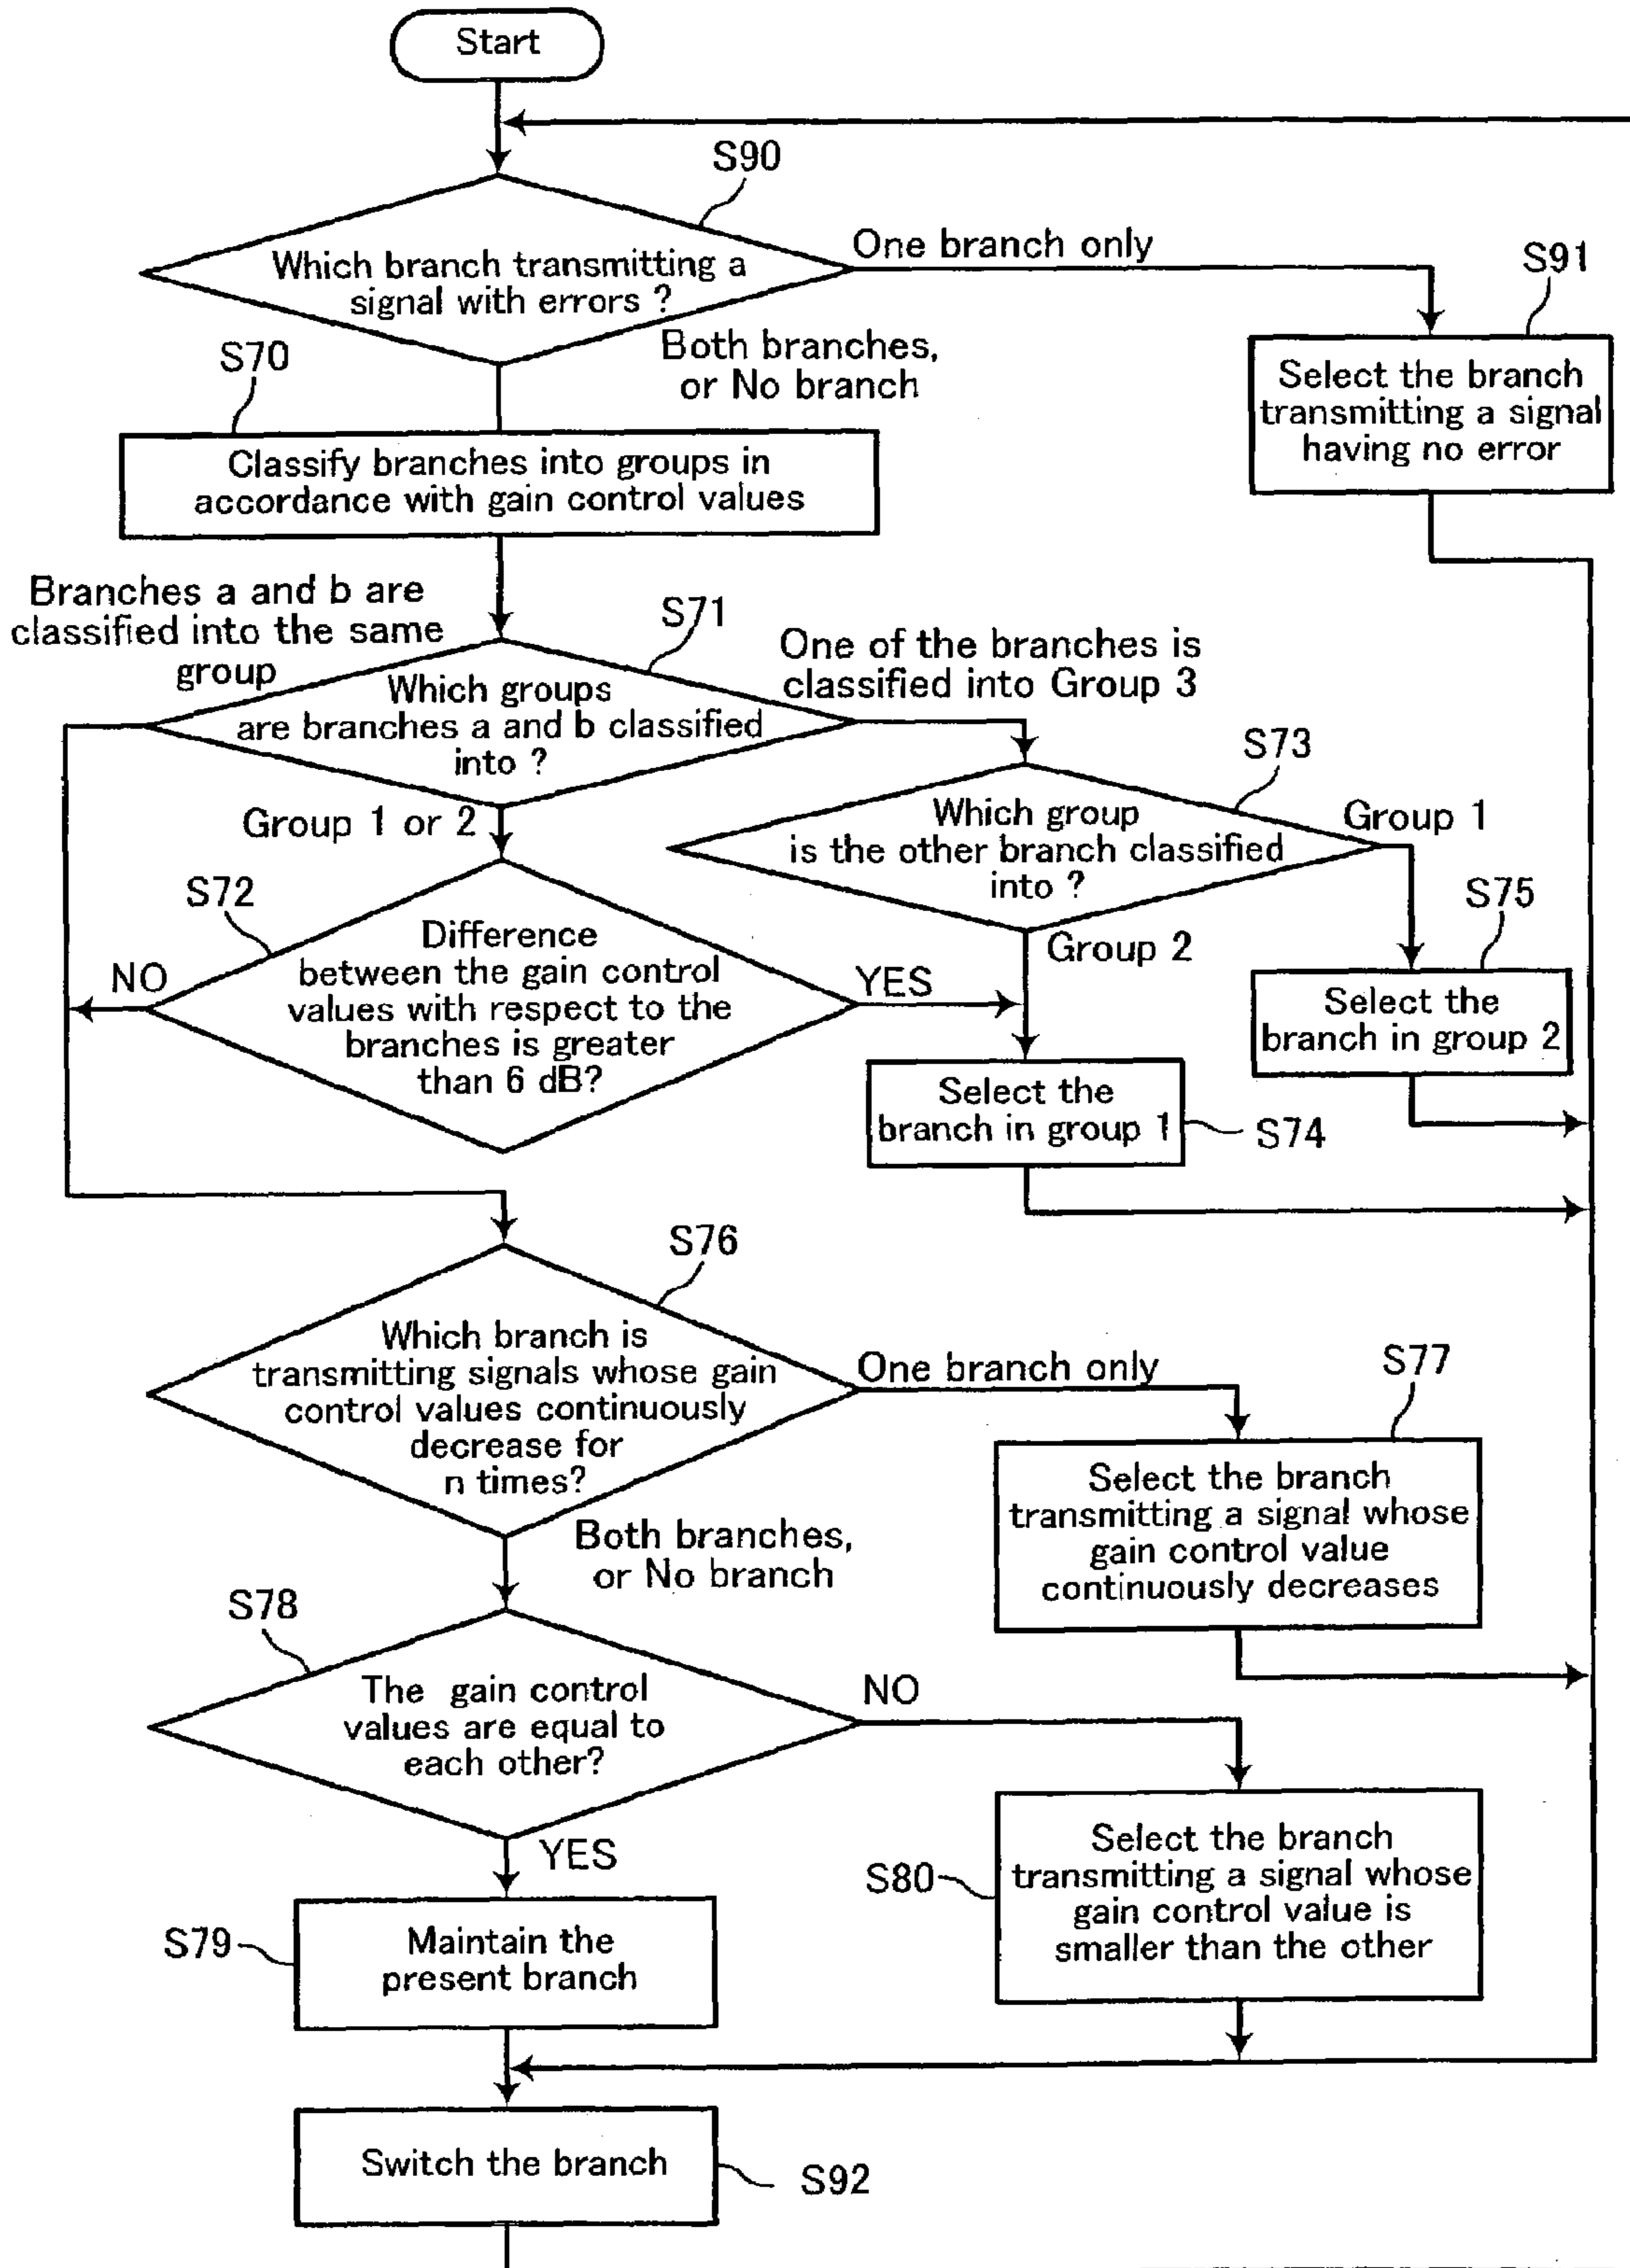 Start
S90
Which branch transmitting a
signal with errors ?
One branch only
S91
Both branches,
or No branch
Select the branch
transmitting a signal
having no error
S70
Classify branches into groups in
accordance with gain control values
Branches a and b are
classified into the same
group
S71
Which groups
are branches a and b classified
into ?
One of the branches is
classified into Group 3
S73
Which group
is the other branch classified
into ?
Group 1
Group 1 or 2
S72
Difference
between the gain control
values with respect to the
branches is greater
than 6 dB?
NO
YES
Group 2
S75
Select the
branch in group 2
Select the
branch in group 1
S74
S76
Which branch is
transmitting signals whose gain
control values continuously
decrease for
n times?
One branch only
S77
Select the branch
transmitting a signal whose
gain control value
continuously decreases
Both branches,
or No branch
S78
The gain control
values are equal to
each other?
NO
YES
S80
Select the branch
transmitting a signal whose
gain control value is
smaller than the other
S79
Maintain the
present branch
Switch the branch
S92